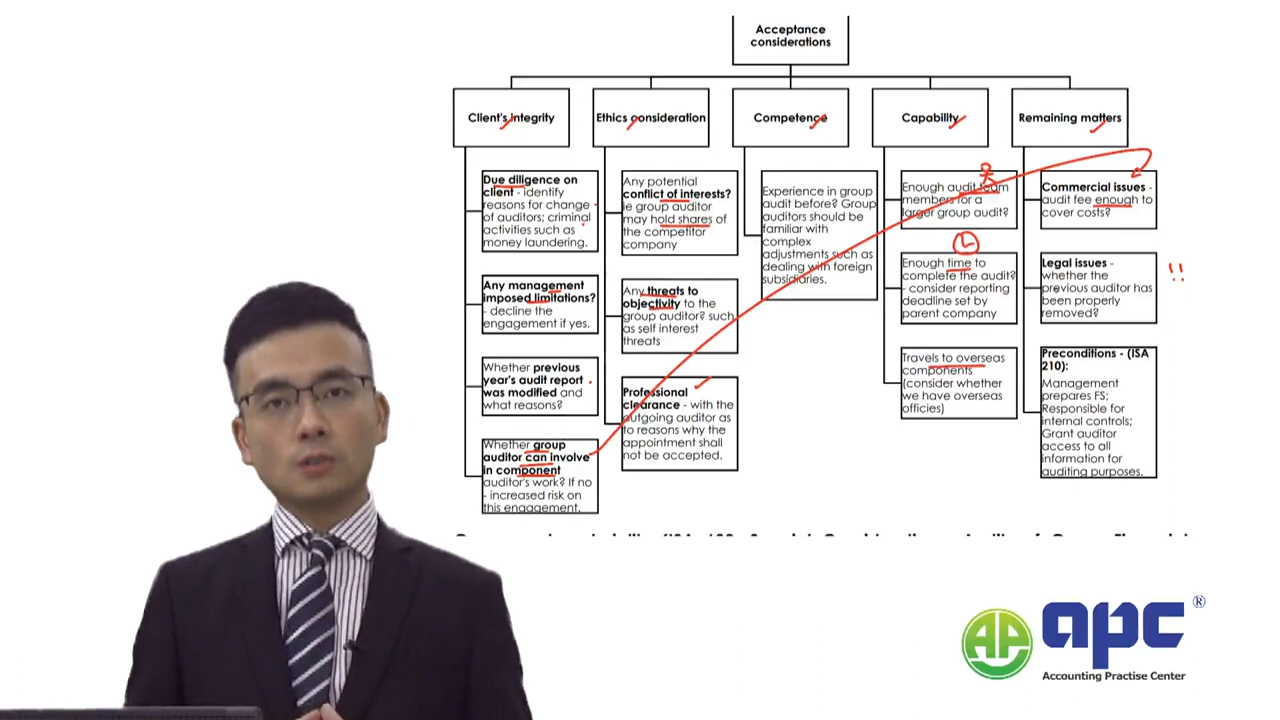 Acceptance
considerations
Client's integrity
Ethics consideration
Competence
Capability
Remaining matters
Due diligence on
client - identify
reasons for change
of auditors; criminal
activities such as
money laundering.
Any management
imposed limitations?
- decline the
engagement if yes.
Whether previous
year's audit report
was modified and
what reasons?
Whether group
auditor can involve
in component
auditor's work? If no
- increased risk on
this engagement.
Any potential
conflict of interests?
ie group auditor
may hold shares of
the competitor
company
Any threats to
objectivity to the
group auditor? such
as self interest
threats
Professional
clearance - with the
outgoing auditor as
to reasons why the
appointment shall
not be accepted.
Experience in group
audit before? Group
auditors should be
familiar with
complex
adjustments such as
dealing with foreign
subsidiaries.
Enough audit team
members for a
larger group audit?
Enough time to
complete the audit?
- consider reporting
deadline set by
parent company
Travels to overseas
components
(consider whether
we have overseas
officies)
Commercial issues -
audit fee enough to
cover costs?
Legal issues -
whether the
previous auditor has
been properly
removed?
Preconditions - (ISA
210):
Management
prepares FS;
Responsible for
internal controls;
Grant auditor
access to all
information for
auditing purposes.
!!
AP
apc ®
Accounting Practise Center